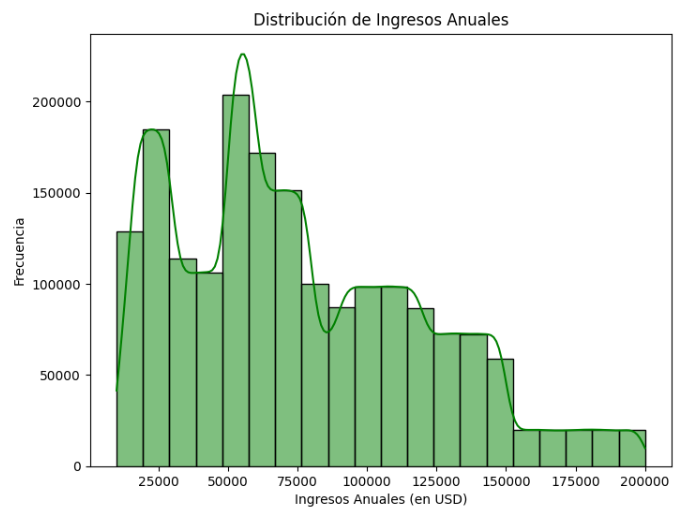 Distribución de Ingresos Anuales
Frecuencia
200000
150000
100000
50000
0
25000 50000 75000 100000 125000 150000 175000 200000
Ingresos Anuales (en USD)